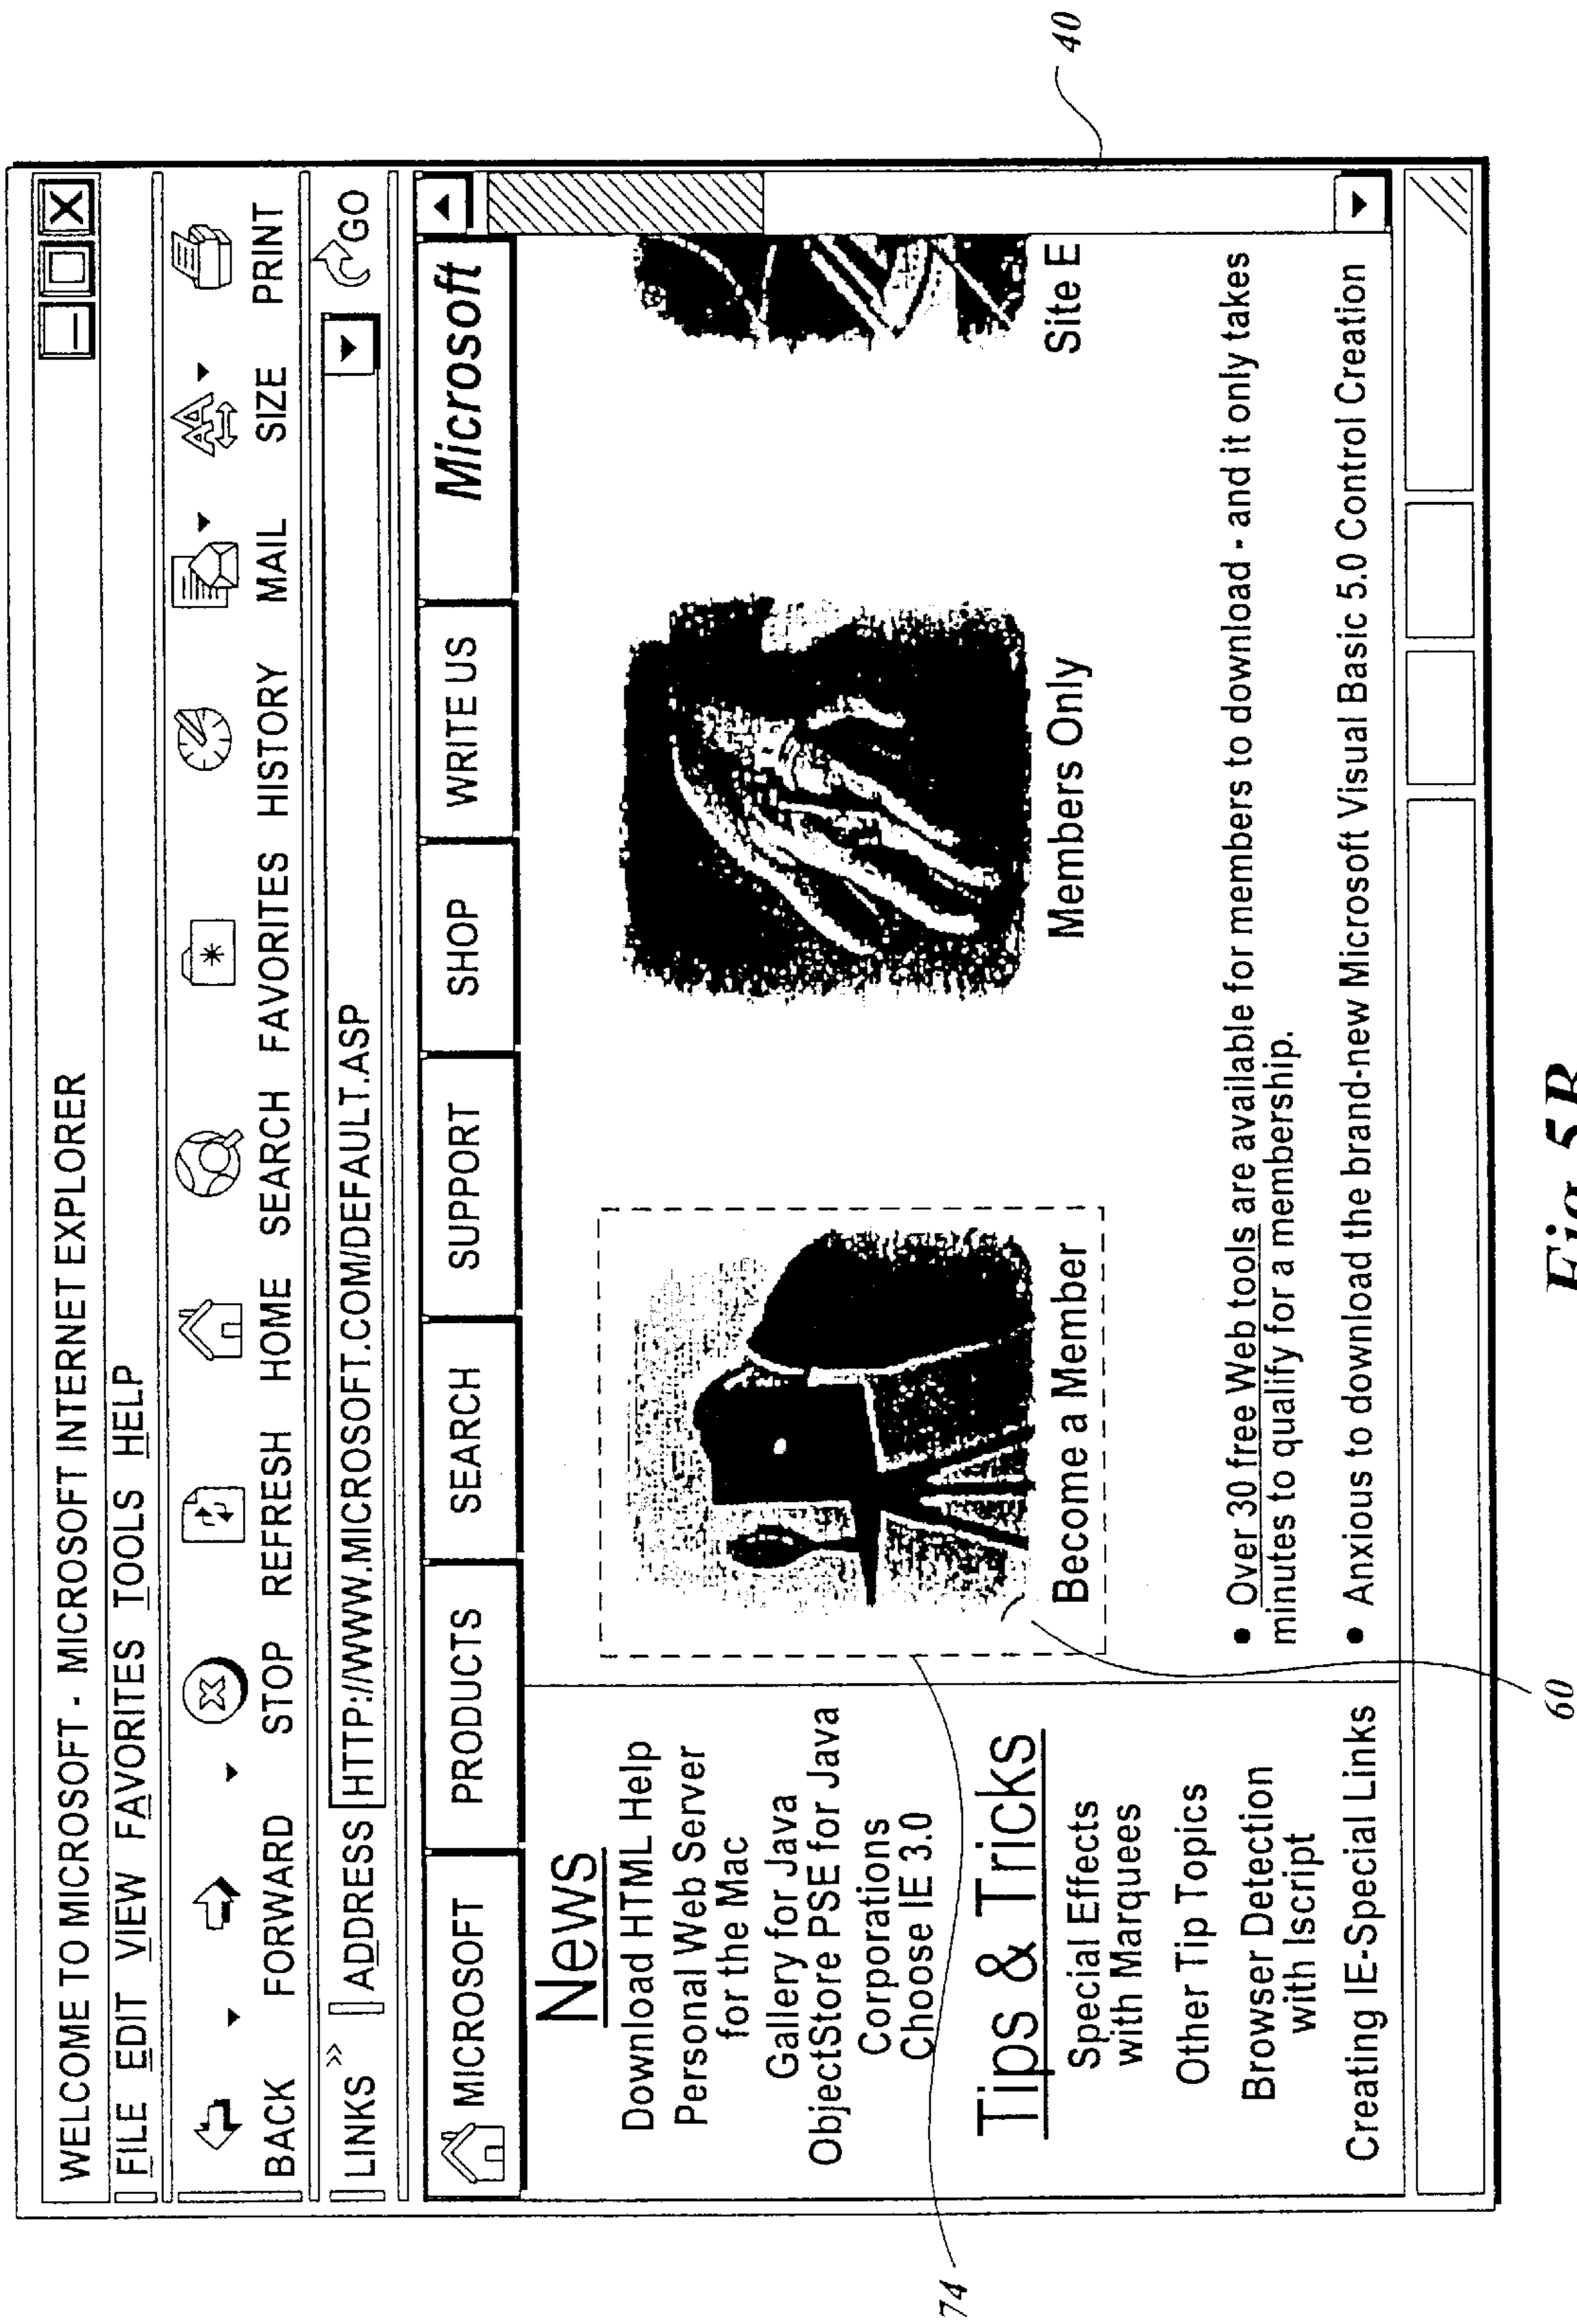 WELCOME TO MICROSOFT - MICROSOFT INTERNET EXPLORER
FILE EDIT VIEW FAVORITES TOOLS HELP
BACK FORWARD STOP REFRESH HOME SEARCH FAVORITES HISTORY MAIL SIZE PRINT
LINKS » ADDRESS HTTP://WWW.MICROSOFT.COM/DEFAULT.ASP GO
MICROSOFT PRODUCTS SEARCH SUPPORT SHOP WRITE US Microsoft
News
Download HTML Help
Personal Web Server
for the Mac
Gallery for Java
ObjectStore PSE for Java
Corporations
Choose IE 3.0
Tips & Tricks
Special Effects
with Marquees
Other Tip Topics
Browser Detection
with Iscript
Creating IE-Special Links
Become a Member
Members Only
Site E
• Over 30 free Web tools are available for members to download - and it only takes
minutes to qualify for a membership.
• Anxious to download the brand-new Microsoft Visual Basic 5.0 Control Creation
40
74
60
Fig. 5B